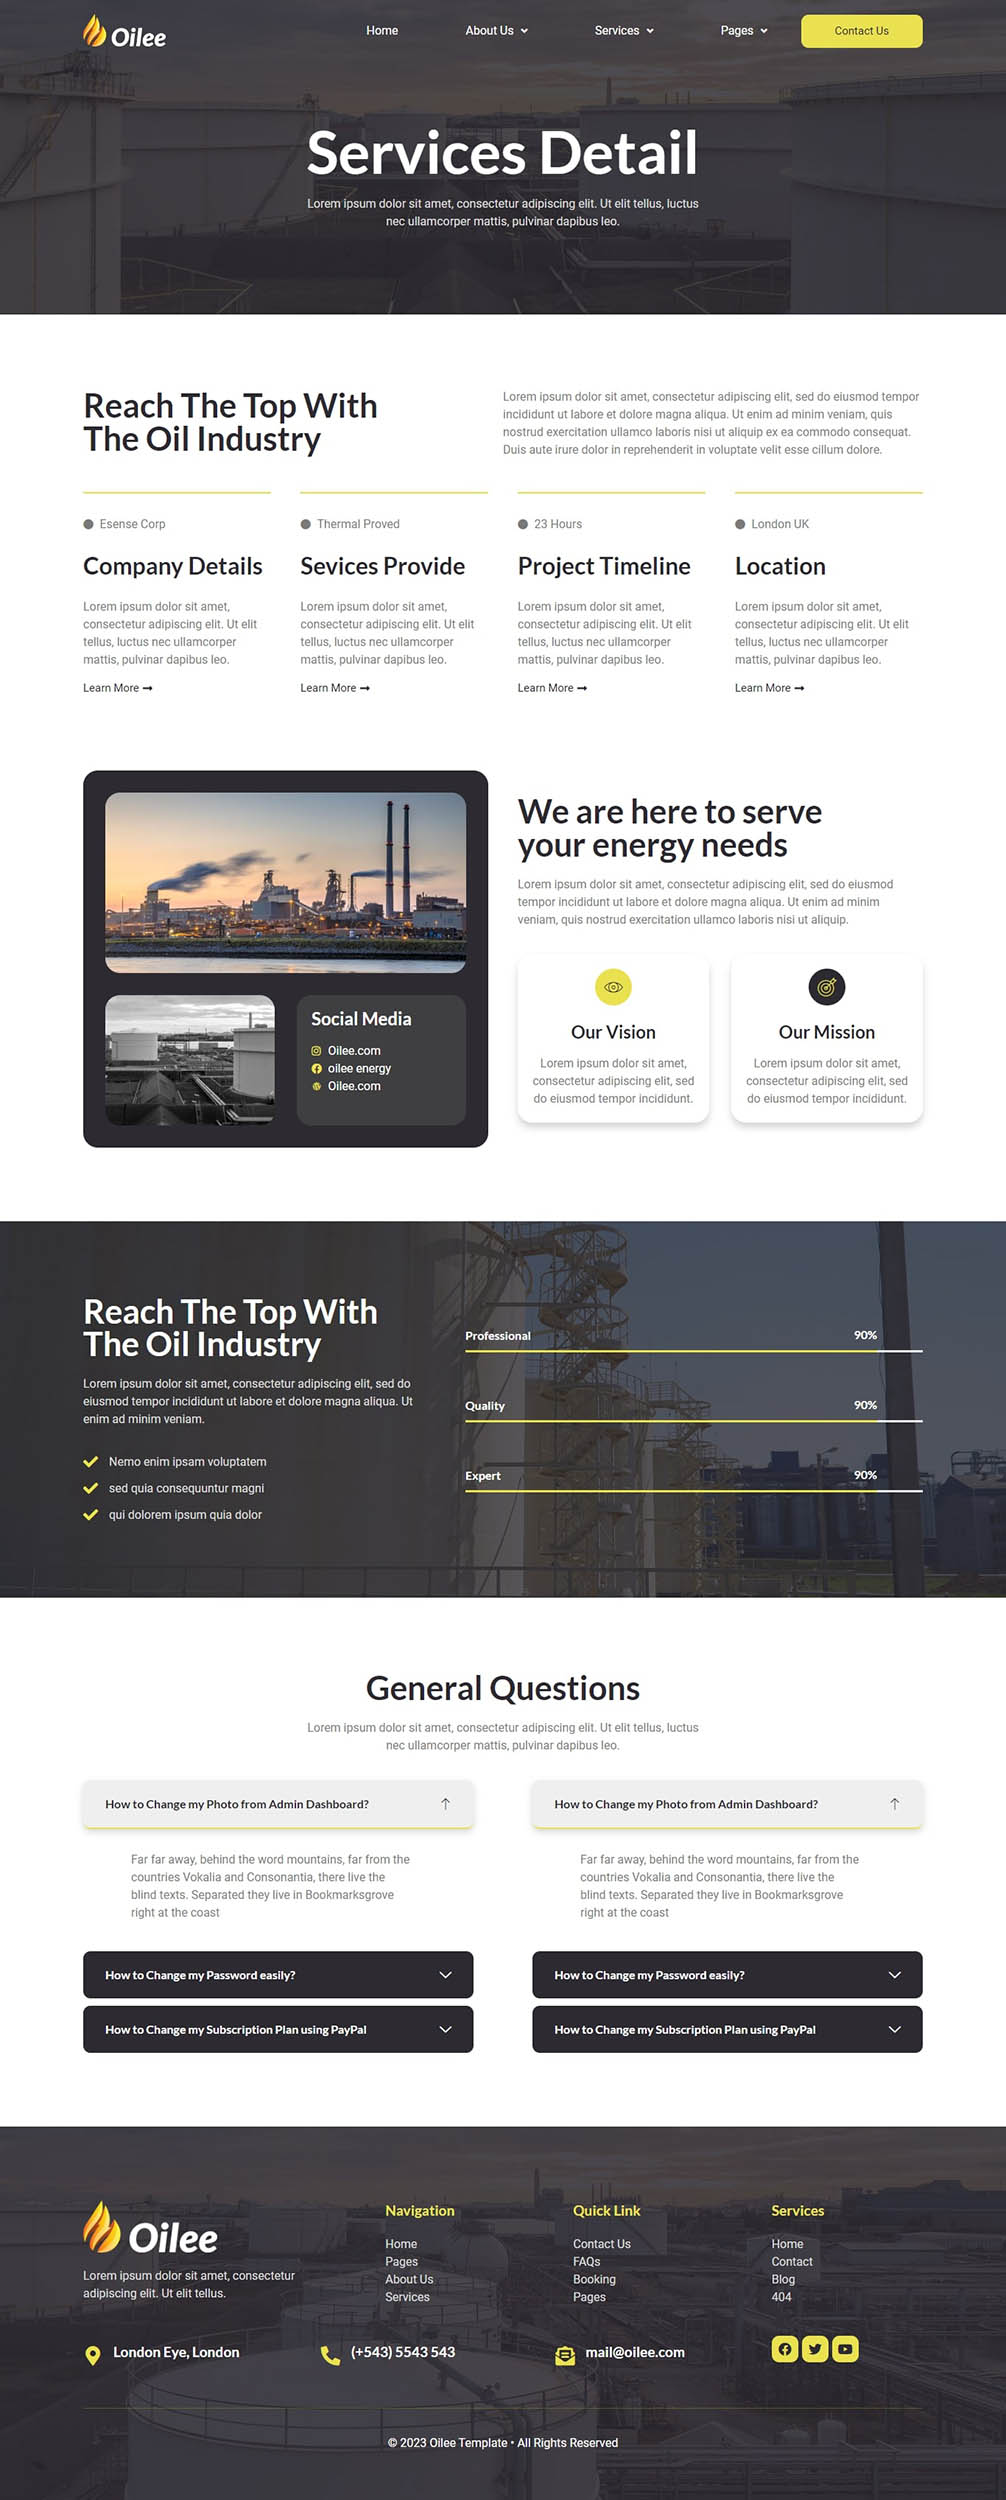 Oilee
Home
About Us
Services
Pages
Contact Us
Services Detail
Lorem ipsum dolor sit amet, consectetur adipiscing elit. Ut elit tellus, luctus
nec ullamcorper mattis, pulvinar dapibus leo.
Reach The Top With
The Oil Industry
Lorem ipsum dolor sit amet, consectetur adipiscing elit, sed do eiusmod tempor
incididunt ut labore et dolore magna aliqua. Ut enim ad minim veniam, quis
nostrud exercitation ullamco laboris nisi ut aliquip ex ea commodo consequat.
Duis aute irure dolor in reprehenderit in voluptate velit esse cillum dolore.
Esense Corp
Company Details
Lorem ipsum dolor sit amet,
consectetur adipiscing elit. Ut elit
tellus, luctus nec ullamcorper
mattis, pulvinar dapibus leo.
Learn More
Thermal Proved
Sevices Provide
Lorem ipsum dolor sit amet,
consectetur adipiscing elit. Ut elit
tellus, luctus nec ullamcorper
mattis, pulvinar dapibus leo.
Learn More
23 Hours
Project Timeline
Lorem ipsum dolor sit amet,
consectetur adipiscing elit. Ut elit
tellus, luctus nec ullamcorper
mattis, pulvinar dapibus leo.
Learn More
London UK
Location
Lorem ipsum dolor sit amet,
consectetur adipiscing elit. Ut elit
tellus, luctus nec ullamcorper
mattis, pulvinar dapibus leo.
Learn More
Social Media
Oilee.com
oilee energy
Oilee.com
We are here to serve
your energy needs
Lorem ipsum dolor sit amet, consectetur adipiscing elit, sed do eiusmod
tempor incididunt ut labore et dolore magna aliqua. Ut enim ad minim
veniam, quis nostrud exercitation ullamco laboris nisi ut aliquip.
Our Vision
Lorem ipsum dolor sit amet,
consectetur adipiscing elit, sed
do eiusmod tempor incididunt.
Our Mission
Lorem ipsum dolor sit amet,
consectetur adipiscing elit, sed
do eiusmod tempor incididunt.
Reach The Top With
The Oil Industry
Lorem ipsum dolor sit amet, consectetur adipiscing elit, sed do
eiusmod tempor incididunt ut labore et dolore magna aliqua. Ut
enim ad minim veniam.
Nemo enim ipsam voluptatem
sed quia consequuntur magni
qui dolorem ipsum quia dolor
Professional 90%
Quality 90%
Expert 90%
General Questions
Lorem ipsum dolor sit amet, consectetur adipiscing elit. Ut elit tellus, luctus
nec ullamcorper mattis, pulvinar dapibus leo.
How to Change my Photo from Admin Dashboard?
Far far away, behind the word mountains, far from the
countries Vokalia and Consonantia, there live the
blind texts. Separated they live in Bookmarksgrove
right at the coast
How to Change my Password easily?
How to Change my Subscription Plan using PayPal
How to Change my Photo from Admin Dashboard?
Far far away, behind the word mountains, far from the
countries Vokalia and Consonantia, there live the
blind texts. Separated they live in Bookmarksgrove
right at the coast
How to Change my Password easily?
How to Change my Subscription Plan using PayPal
Oilee
Lorem ipsum dolor sit amet, consectetur
adipiscing elit. Ut elit tellus.
Navigation
Home
Pages
About Us
Services
Quick Link
Contact Us
FAQs
Booking
Pages
Services
Home
Contact
Blog
404
London Eye, London
(+543) 5543 543
mail@oilee.com
© 2023 Oilee Template • All Rights Reserved